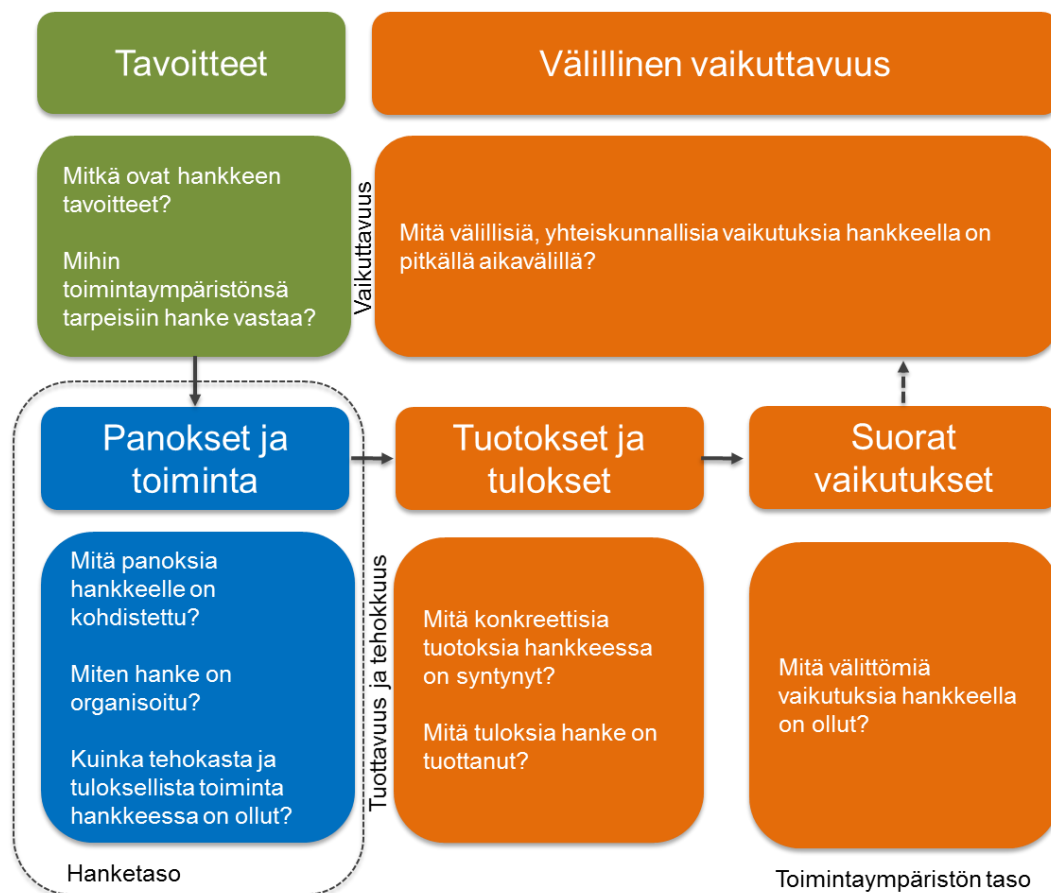 Tavoitteet
Välillinen vaikuttavuus
Mitkä ovat hankkeen
tavoitteet?
Mihin
toimintaympäristönsä
tarpeisiin hanke vastaa?
Vaikuttavuus
Mitä välillisiä, yhteiskunnallisia vaikutuksia hankkeella on
pitkällä aikavälillä?
Panokset ja
toiminta
Tuotokset ja
tulokset
Suorat
vaikutukset
Mitä panoksia
hankkeelle on
kohdistettu?
Miten hanke on
organisoitu?
Kuinka tehokasta ja
tuloksellista toiminta
hankkeessa on ollut?
Tuottavuus ja tehokkuus
Mitä konkreettisia
tuotoksia hankkeessa
on syntynyt?
Mitä tuloksia hanke on
tuottanut?
Mitä välittömiä
vaikutuksia hankkeella
on ollut?
Hanketaso
Toimintaympäristön taso